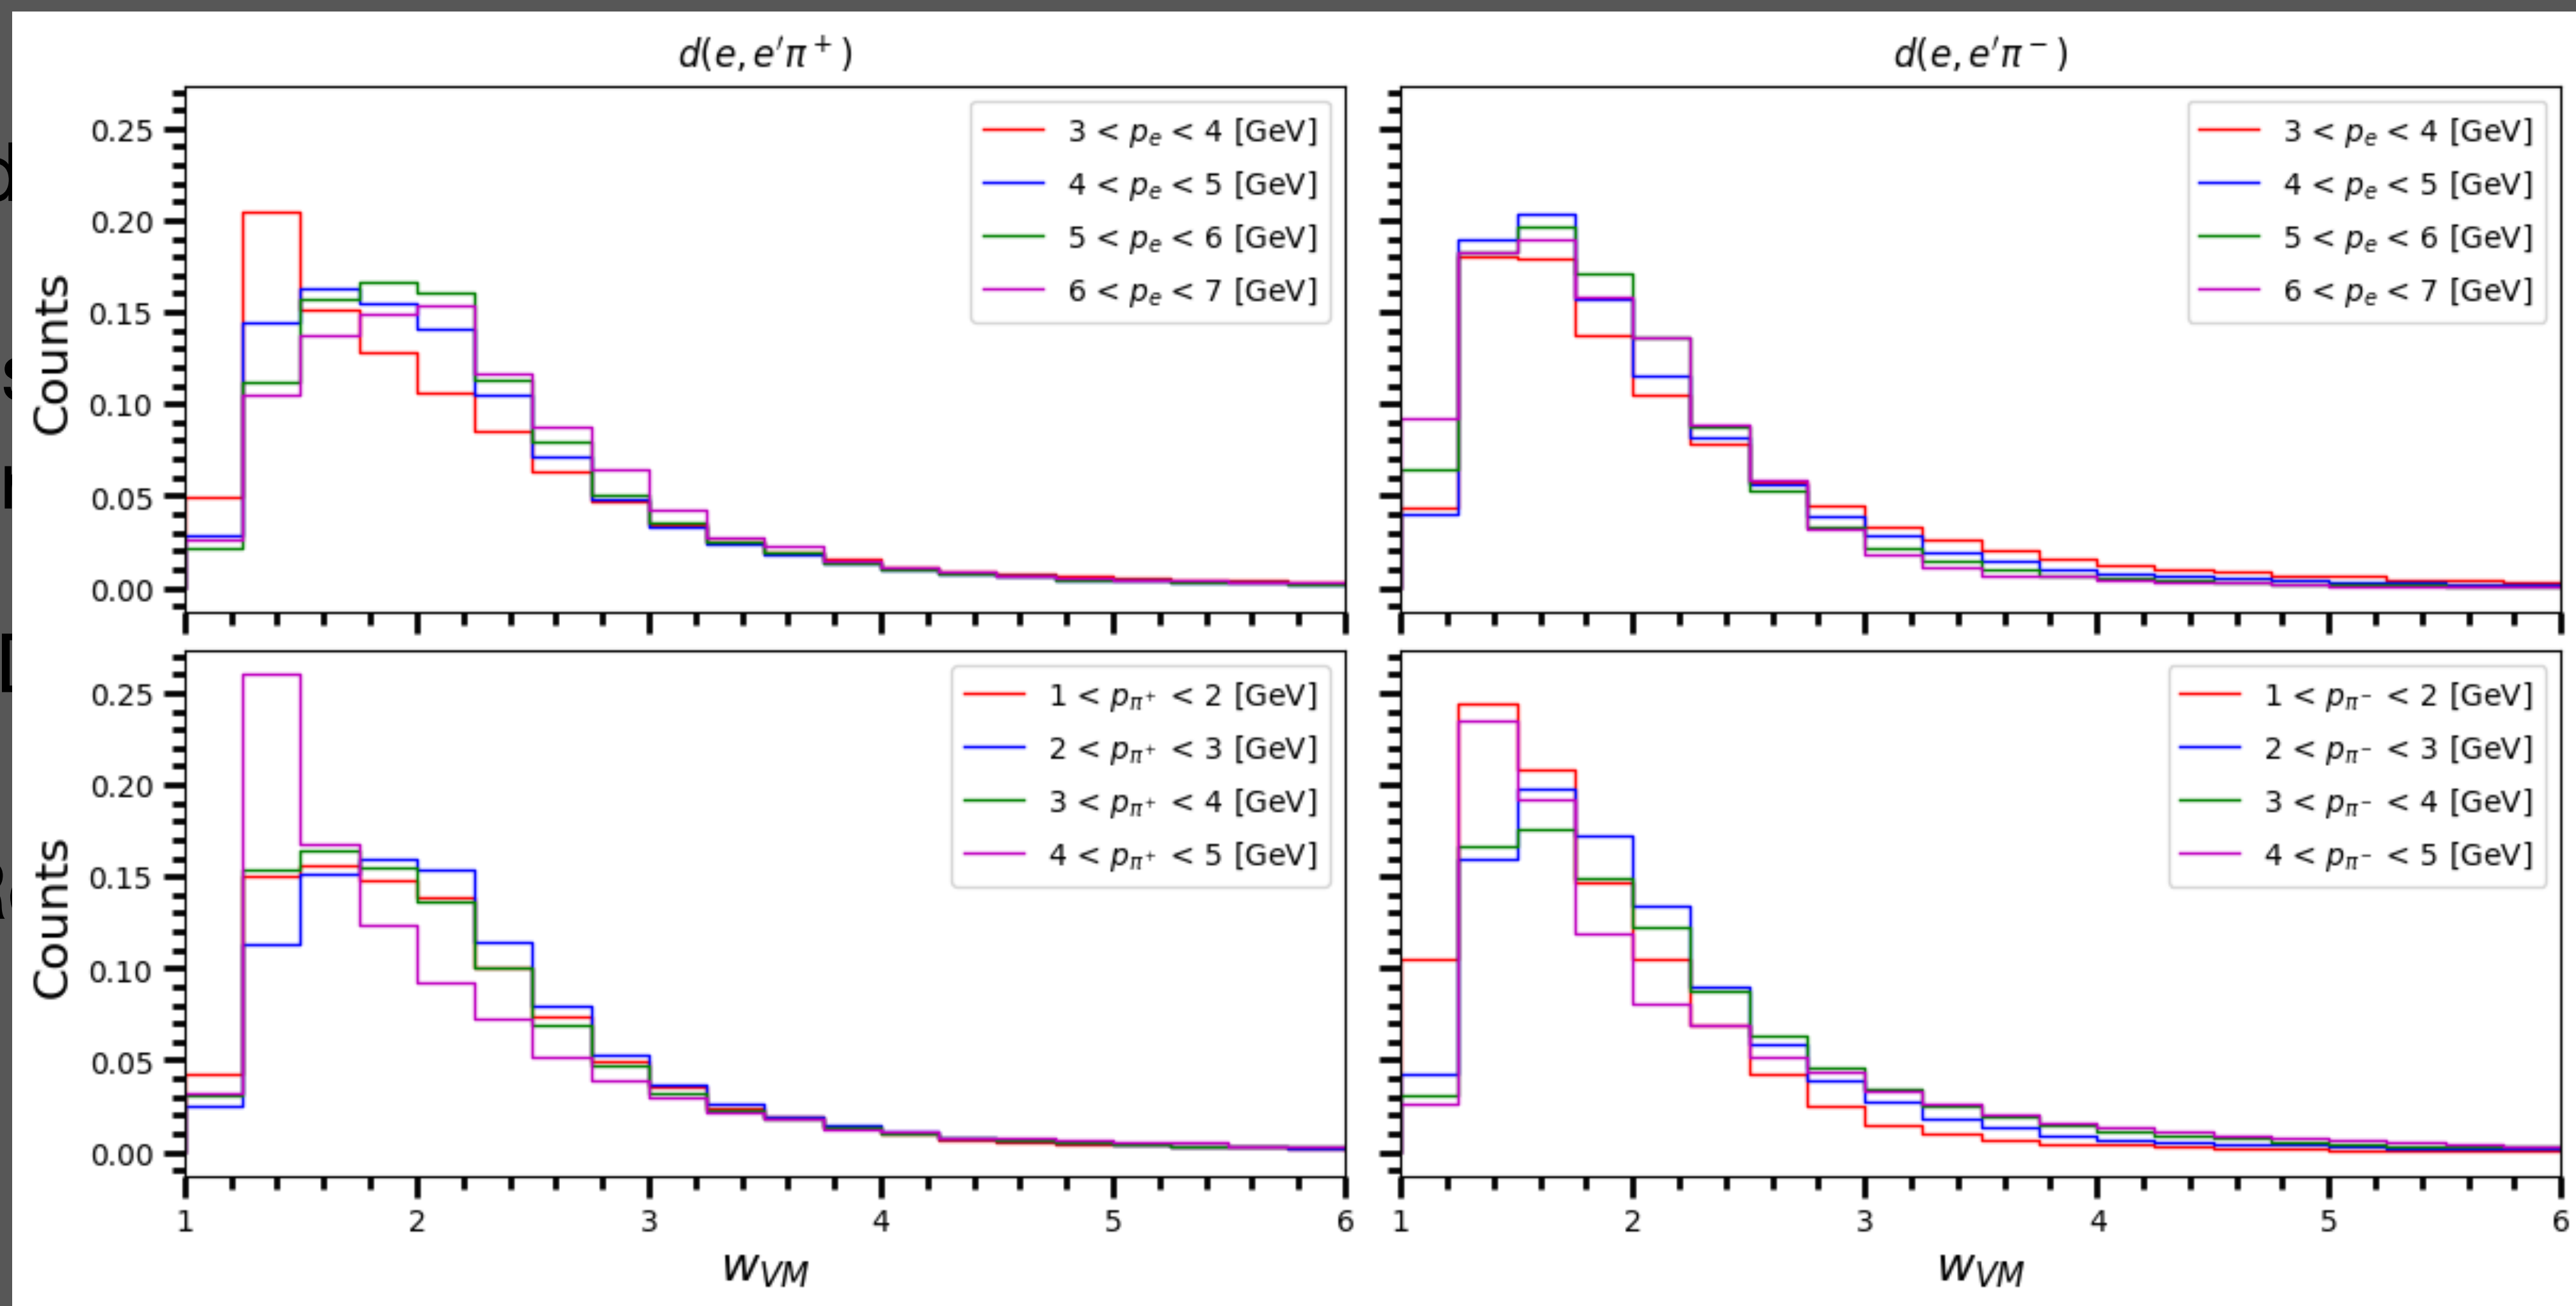 d(e, e′π⁺)
d(e, e′π⁻)
Counts
0.25
0.20
0.15
0.10
0.05
0.00
3 < pₑ < 4 [GeV]
4 < pₑ < 5 [GeV]
5 < pₑ < 6 [GeV]
6 < pₑ < 7 [GeV]
3 < pₑ < 4 [GeV]
4 < pₑ < 5 [GeV]
5 < pₑ < 6 [GeV]
6 < pₑ < 7 [GeV]
Counts
0.25
0.20
0.15
0.10
0.05
0.00
1 < p_π⁺ < 2 [GeV]
2 < p_π⁺ < 3 [GeV]
3 < p_π⁺ < 4 [GeV]
4 < p_π⁺ < 5 [GeV]
1 < p_π⁻ < 2 [GeV]
2 < p_π⁻ < 3 [GeV]
3 < p_π⁻ < 4 [GeV]
4 < p_π⁻ < 5 [GeV]
1 2 3 4 5 6
1 2 3 4 5 6
w_VM
w_VM